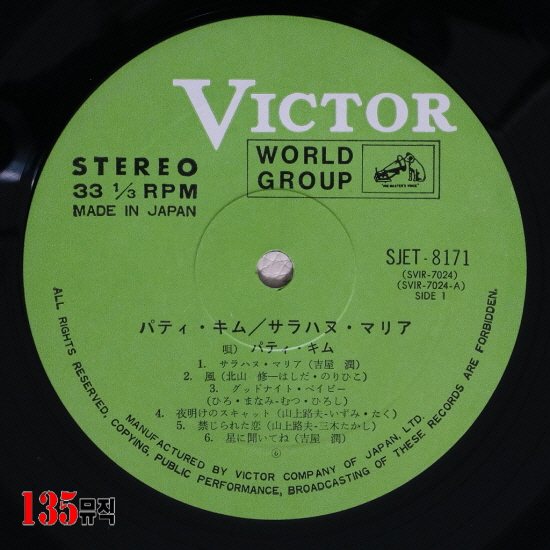 VICTOR
STEREO
33 1/3 RPM
MADE IN JAPAN
WORLD
GROUP
"HIS MASTER'S VOICE"
SJET-8171
(SVIR-7024)
(SVIR-7024-A)
SIDE 1
パティ・キム／サラハヌ・マリア
唄） パティ・キム
1. サラハヌ・マリア（吉屋 潤）
2. 風（北山 修―はしだ・のりひこ）
3. グッドナイト・ベイビー
（ひろ・まなみ-むつ・ひろし）
4. 夜明けのスキャット（山上路夫-いずみ・たく）
5. 禁じられた恋（山上路夫-三木たかし）
6. 星に聞いてね（吉屋 潤）
⑥
ALL RIGHTS RESERVED. COPYING, PUBLIC PERFORMANCE, BROADCASTING OF THESE RECORDS ARE FORBIDDEN.
MANUFACTURED BY VICTOR COMPANY OF JAPAN, LTD.
135뮤직